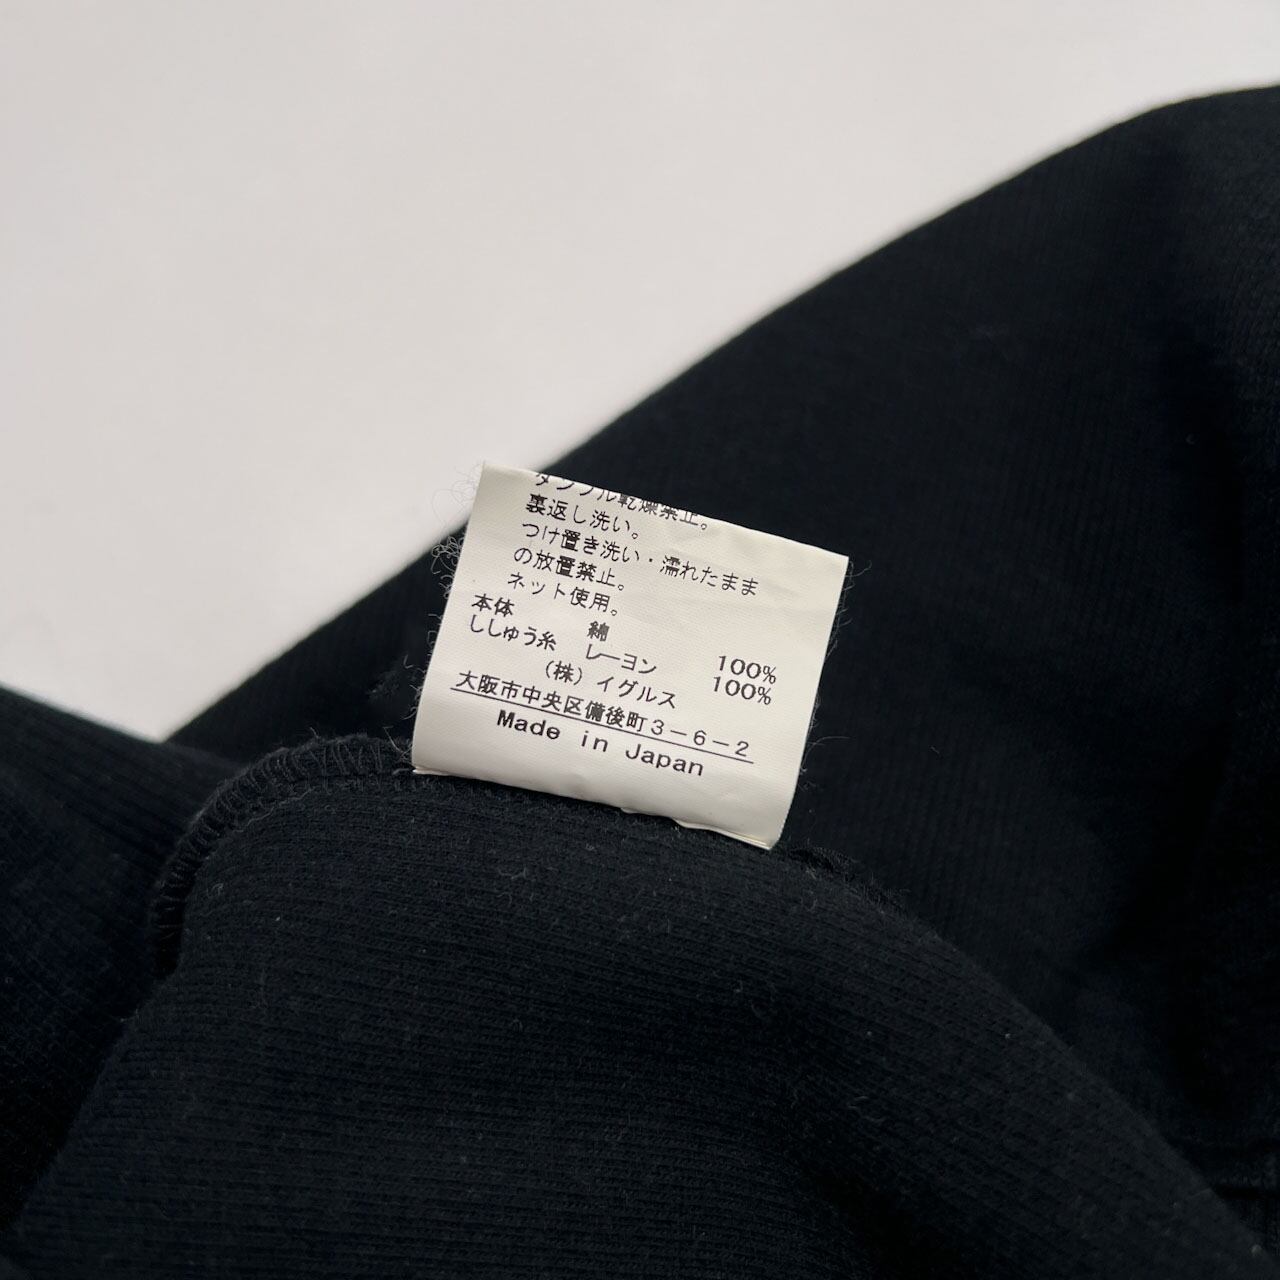 タンブル乾燥禁止。
裏返し洗い。
つけ置き洗い・濡れたまま
の放置禁止。
ネット使用。
本体 綿 100%
ししゅう糸 レーヨン 100%
(株) イグルス
大阪市中央区備後町3-6-2
Made in Japan